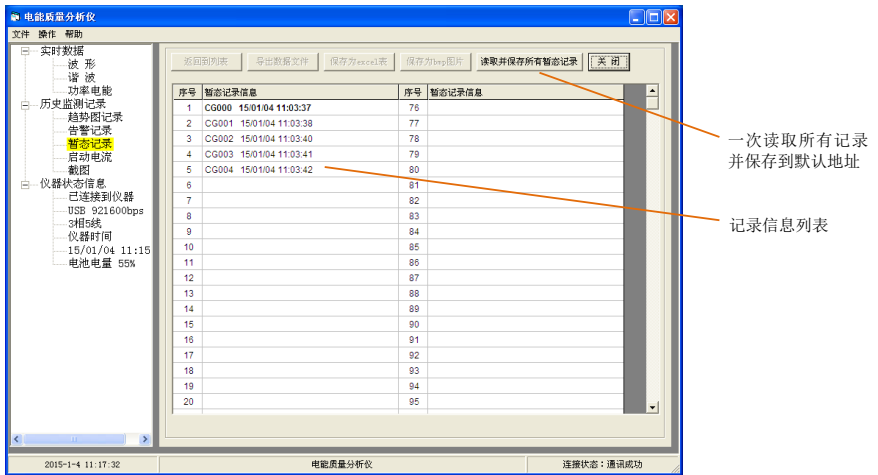 电能质量分析仪
文件 操作 帮助
实时数据
波 形
谐 波
功率电能
历史监测记录
趋势图记录
告警记录
暂态记录
启动电流
截图
仪器状态信息
已连接到仪器
USB 921600bps
3相5线
仪器时间
15/01/04 11:15
电池电量 55%
返回到列表 导出数据文件 保存为excel表 保存为bmp图片 读取并保存所有暂态记录 关 闭
序号 暂态记录信息 序号 暂态记录信息
1 CG000 15/01/04 11:03:37 76
2 CG001 15/01/04 11:03:38 77
3 CG002 15/01/04 11:03:40 78
4 CG003 15/01/04 11:03:41 79
5 CG004 15/01/04 11:03:42 80
6 81
7 82
8 83
9 84
10 85
11 86
12 87
13 88
14 89
15 90
16 91
17 92
18 93
19 94
20 95
一次读取所有记录
并保存到默认地址
记录信息列表
2015-1-4 11:17:32 电能质量分析仪 连接状态：通讯成功